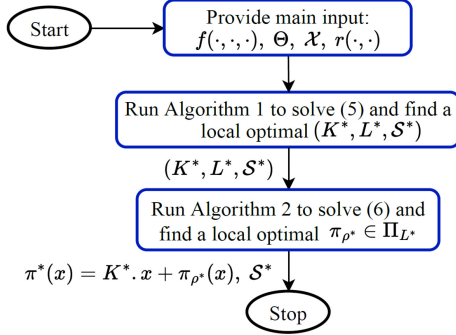 Start
Provide main input:
f(·, ·, ·), Θ, 𝒳, r(·, ·)
Run Algorithm 1 to solve (5) and find a
local optimal (K*, L*, 𝒮*)
(K*, L*, 𝒮*)
Run Algorithm 2 to solve (6) and
find a local optimal π_ρ* ∈ Π_L*
π*(x) = K*. x + π_ρ*(x), 𝒮*
Stop